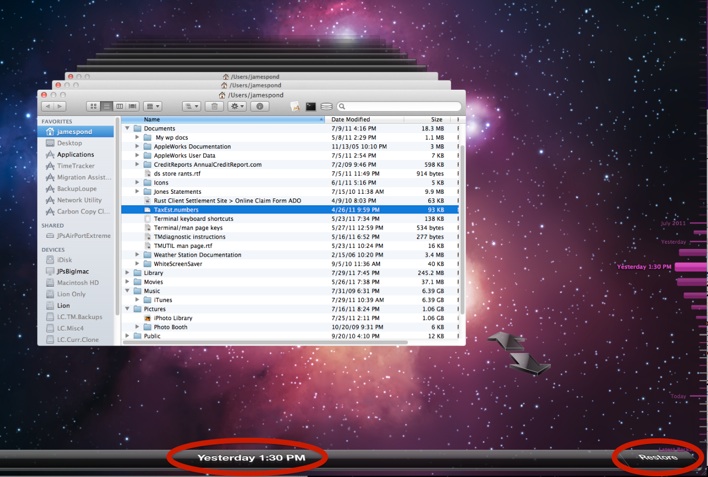 /Users/jamespond
/Users/jamespond
/Users/jamespond
FAVORITES
jamespond
Desktop
Applications
TimeTracker
Migration Assist...
BackupLoupe
Network Utility
Carbon Copy Cl...
SHARED
JPsAirPortExtreme
DEVICES
iDisk
JPsBigImac
Macintosh HD
Lion Only
Lion
LC.TM.Backups
LC.Misc4
LC.Curr.Clone
Name Date Modified Size
Documents 7/9/11 4:16 PM 18.3 MB
My wp docs 5/8/11 2:29 PM 1.1 MB
AppleWorks Documentation 11/13/05 10:10 PM 3 MB
AppleWorks User Data 7/5/11 2:54 PM 7 KB
CreditReports AnnualCreditReport.com 7/2/09 9:46 PM 598 KB
ds store rants.rtf 7/5/11 11:49 PM 914 bytes
Icons 6/1/11 5:16 PM 5 KB
Jones Statements 7/15/10 11:38 AM 9.9 MB
Rust Client Settlement Site > Online Claim Form ADO 4/9/10 8:03 PM 63 KB
TaxEst.numbers 4/26/11 9:59 PM 93 KB
Terminal keyboard shortcuts 5/23/11 7:34 PM 138 KB
Terminal/man page keys 5/27/11 12:59 PM 534 bytes
TMdiagnostic instructions 5/16/11 6:52 PM 277 bytes
TMUTIL man page.rtf 5/23/11 10:24 PM 16 KB
Weather Station Documentation 2/15/06 10:20 PM 3 MB
WhiteScreenSaver 9/5/10 11:36 AM 40 KB
Library 7/29/11 7:45 PM 245.2 MB
Movies 5/26/11 7:38 PM 37.1 MB
Music 7/31/09 6:31 PM 6.39 GB
iTunes 7/29/11 10:39 AM 6.39 GB
Pictures 7/16/11 8:24 PM 1.06 GB
iPhoto Library 7/25/11 2:11 PM 1.06 GB
Photo Booth 10/20/09 9:31 PM 6 KB
Public 9/20/10 4:10 PM 12 KB
July 2011
Yesterday
Yesterday 1:30 PM
Today
Yesterday 1:30 PM
Restore